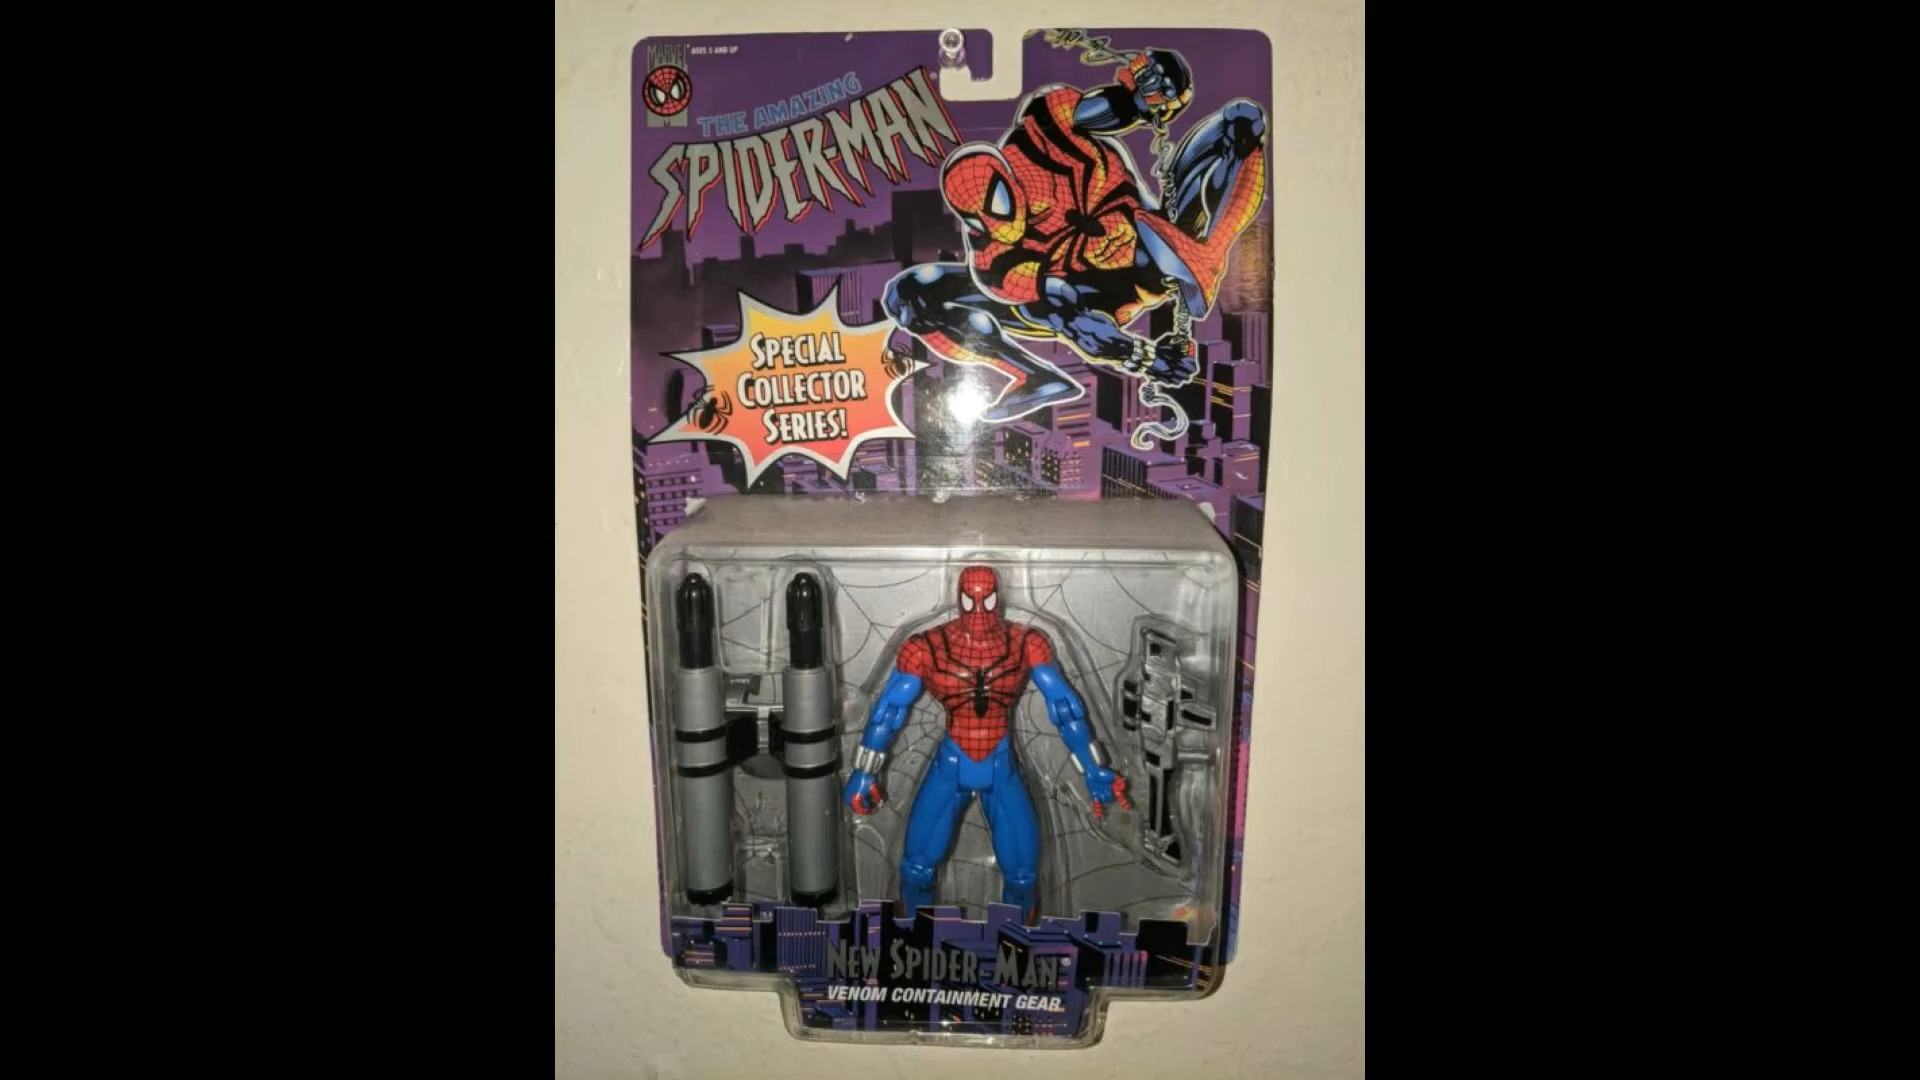 MARVEL
AGES 5 AND UP
THE AMAZING
SPIDER-MAN®
SPECIAL
COLLECTOR
SERIES!
NEW SPIDER-MAN®
VENOM CONTAINMENT GEAR